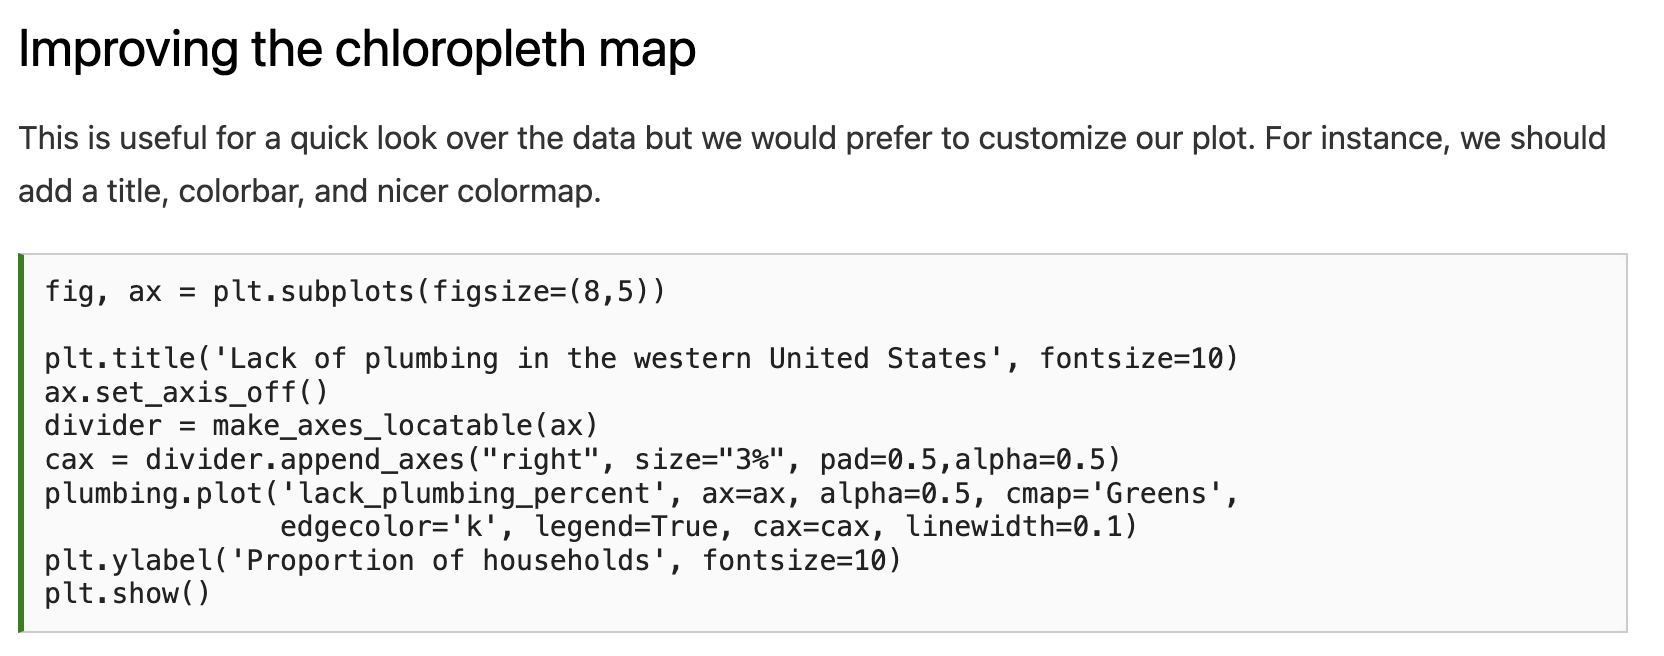 Improving the chloropleth map
This is useful for a quick look over the data but we would prefer to customize our plot. For instance, we should
add a title, colorbar, and nicer colormap.
fig, ax = plt.subplots(figsize=(8,5))
plt.title('Lack of plumbing in the western United States', fontsize=10)
ax.set_axis_off()
divider = make_axes_locatable(ax)
cax = divider.append_axes("right", size="3%", pad=0.5,alpha=0.5)
plumbing.plot('lack_plumbing_percent', ax=ax, alpha=0.5, cmap='Greens',
              edgecolor='k', legend=True, cax=cax, linewidth=0.1)
plt.ylabel('Proportion of households', fontsize=10)
plt.show()